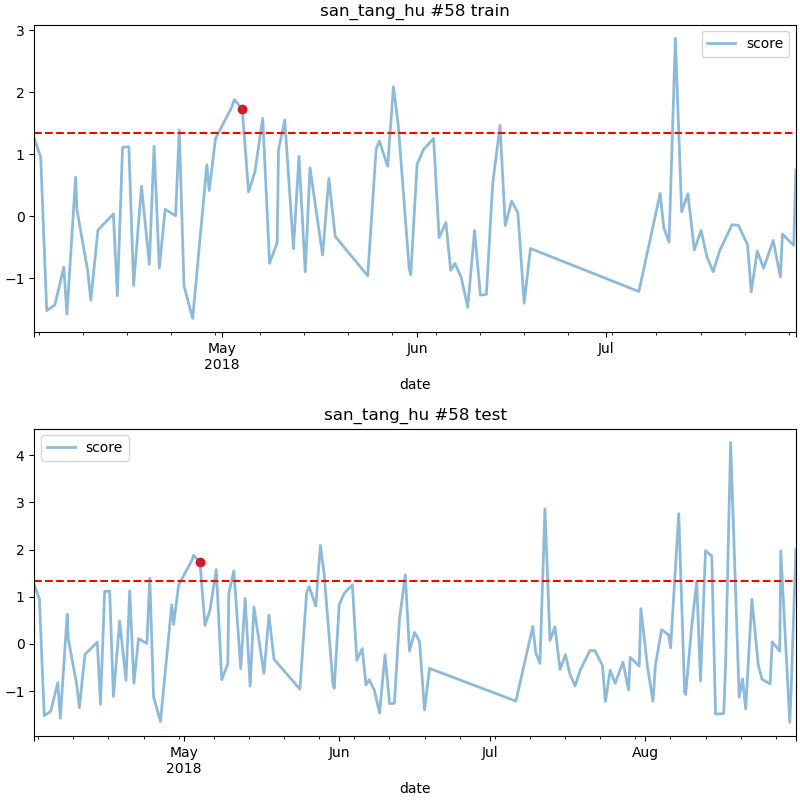 san_tang_hu #58 train
3
2
1
0
−1
score
May
2018
Jun
Jul
date
san_tang_hu #58 test
4
3
2
1
0
−1
score
May
2018
Jun
Jul
Aug
date